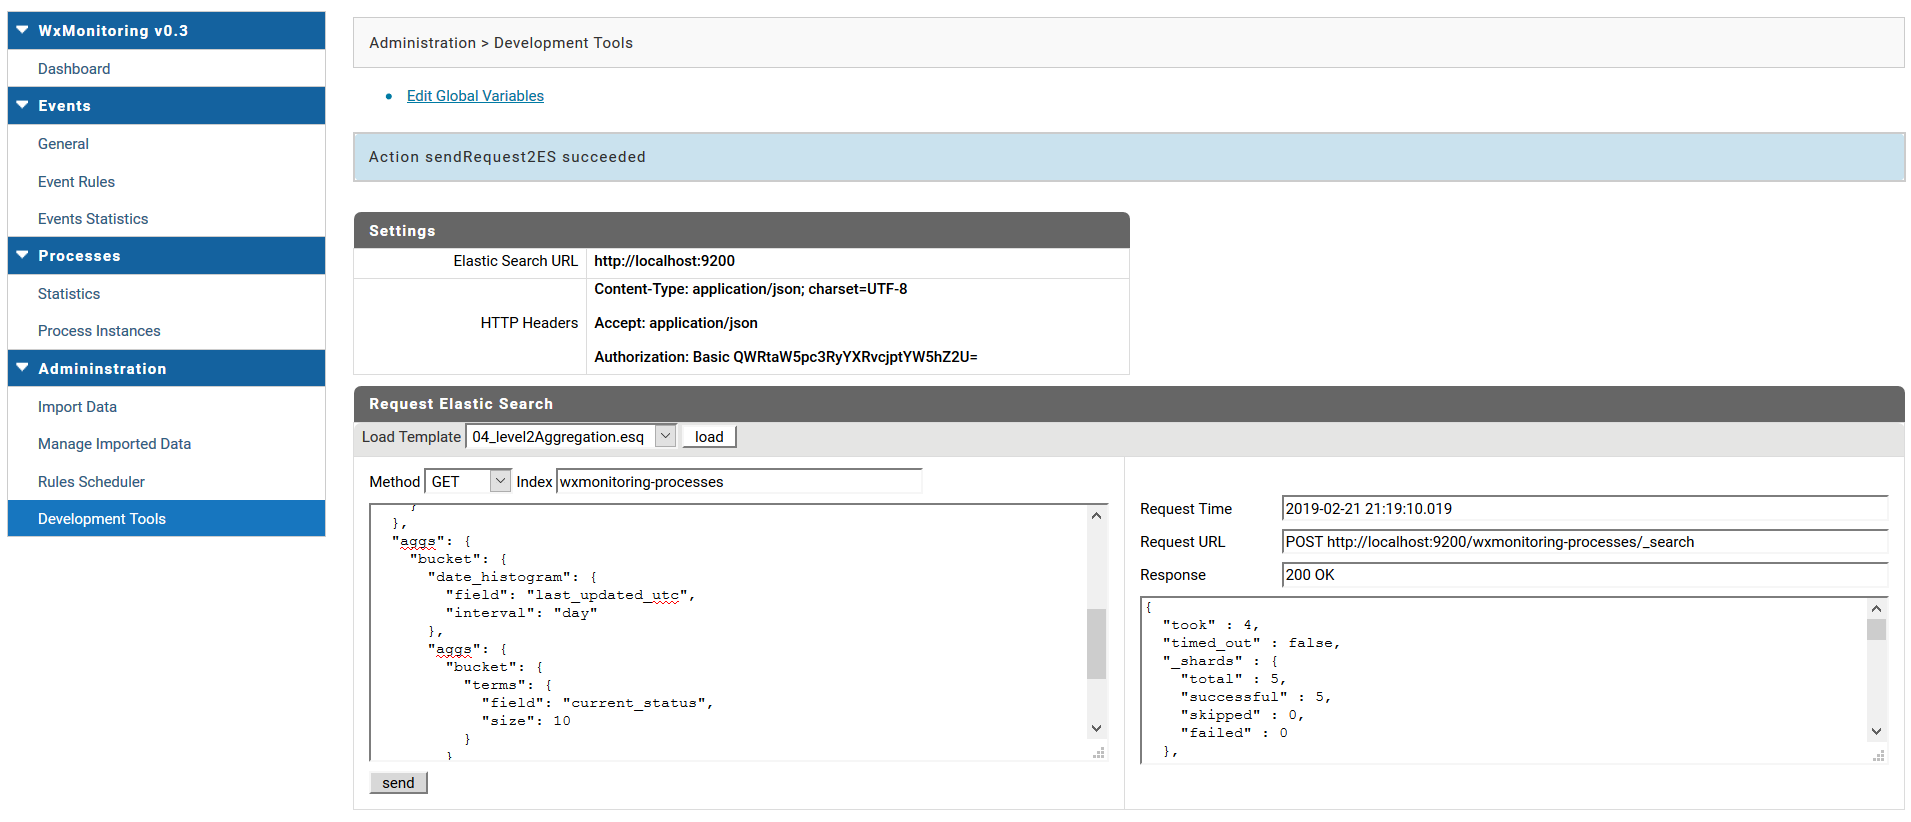 WxMonitoring v0.3
Dashboard
Events
General
Event Rules
Events Statistics
Processes
Statistics
Process Instances
Admininstration
Import Data
Manage Imported Data
Rules Scheduler
Development Tools
Administration > Development Tools
Edit Global Variables
Action sendRequest2ES succeeded
Settings
Elastic Search URL http://localhost:9200
HTTP Headers
Content-Type: application/json; charset=UTF-8
Accept: application/json
Authorization: Basic QWRtaW5pc3RyYXRvcjptYW5hZ2U=
Request Elastic Search
Load Template 04_level2Aggregation.esq load
Method GET Index wxmonitoring-processes
}
},
"aggs": {
"bucket": {
"date_histogram": {
"field": "last_updated_utc",
"interval": "day"
},
"aggs": {
"bucket": {
"terms": {
"field": "current_status",
"size": 10
}
}
send
Request Time 2019-02-21 21:19:10.019
Request URL POST http://localhost:9200/wxmonitoring-processes/_search
Response 200 OK
{
"took" : 4,
"timed_out" : false,
"_shards" : {
"total" : 5,
"successful" : 5,
"skipped" : 0,
"failed" : 0
},